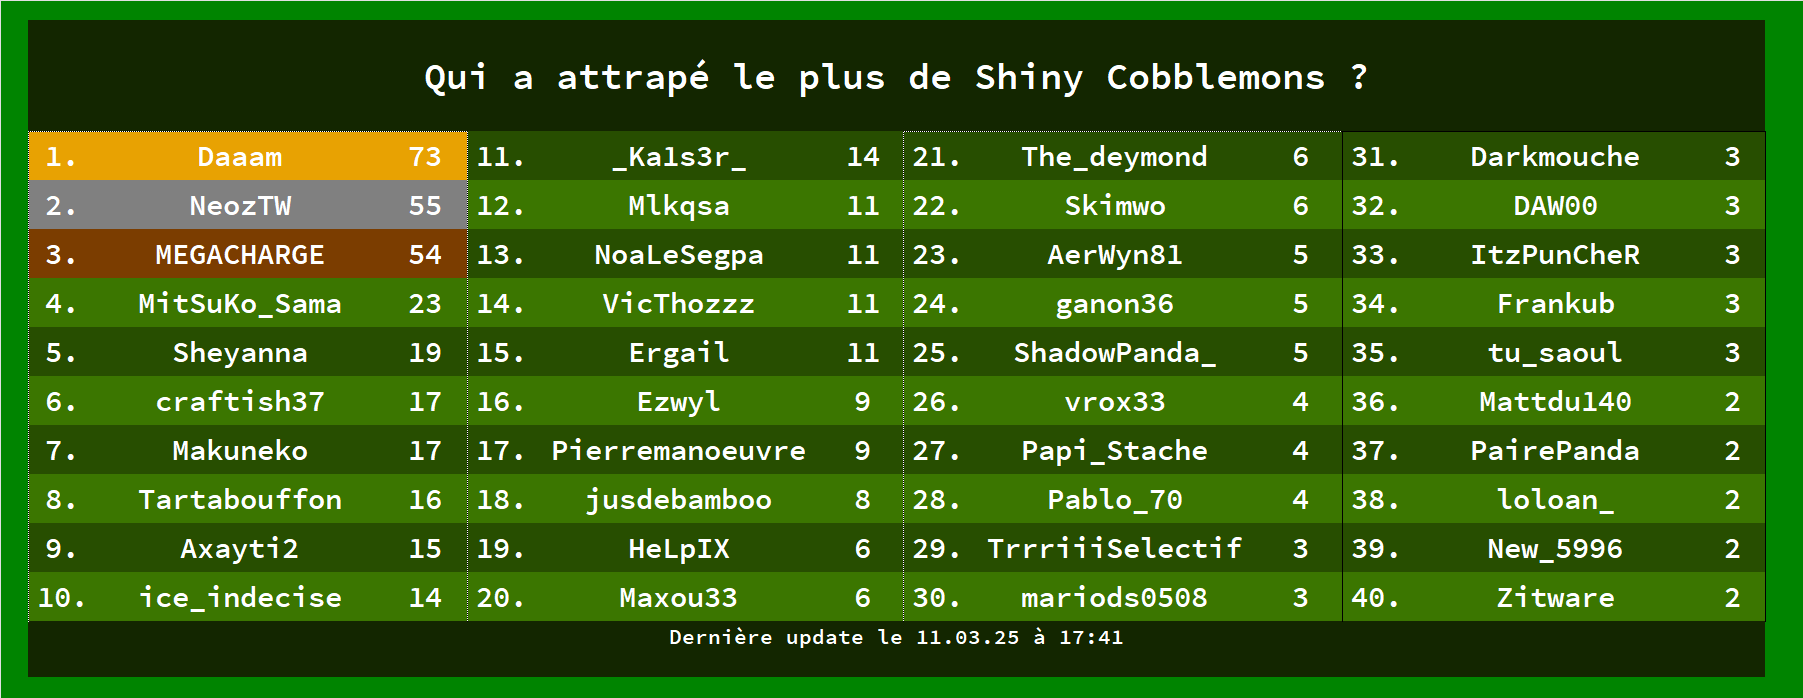 Qui a attrapé le plus de Shiny Cobblemons ?
1. Daaam 73
2. NeozTW 55
3. MEGACHARGE 54
4. MitSuKo_Sama 23
5. Sheyanna 19
6. craftish37 17
7. Makuneko 17
8. Tartabouffon 16
9. Axayti2 15
10. ice_indecise 14
11. _Ka1s3r_ 14
12. Mlkqsa 11
13. NoaLeSegpa 11
14. VicThozzz 11
15. Ergail 11
16. Ezwyl 9
17. Pierremanoeuvre 9
18. jusdebamboo 8
19. HeLpIX 6
20. Maxou33 6
21. The_deymond 6
22. Skimwo 6
23. AerWyn81 5
24. ganon36 5
25. ShadowPanda_ 5
26. vrox33 4
27. Papi_Stache 4
28. Pablo_70 4
29. TrrriiiSelectif 3
30. mariods0508 3
31. Darkmouche 3
32. DAW00 3
33. ItzPunCheR 3
34. Frankub 3
35. tu_saoul 3
36. Mattdu140 2
37. PairePanda 2
38. loloan_ 2
39. New_5996 2
40. Zitware 2
Dernière update le 11.03.25 à 17:41